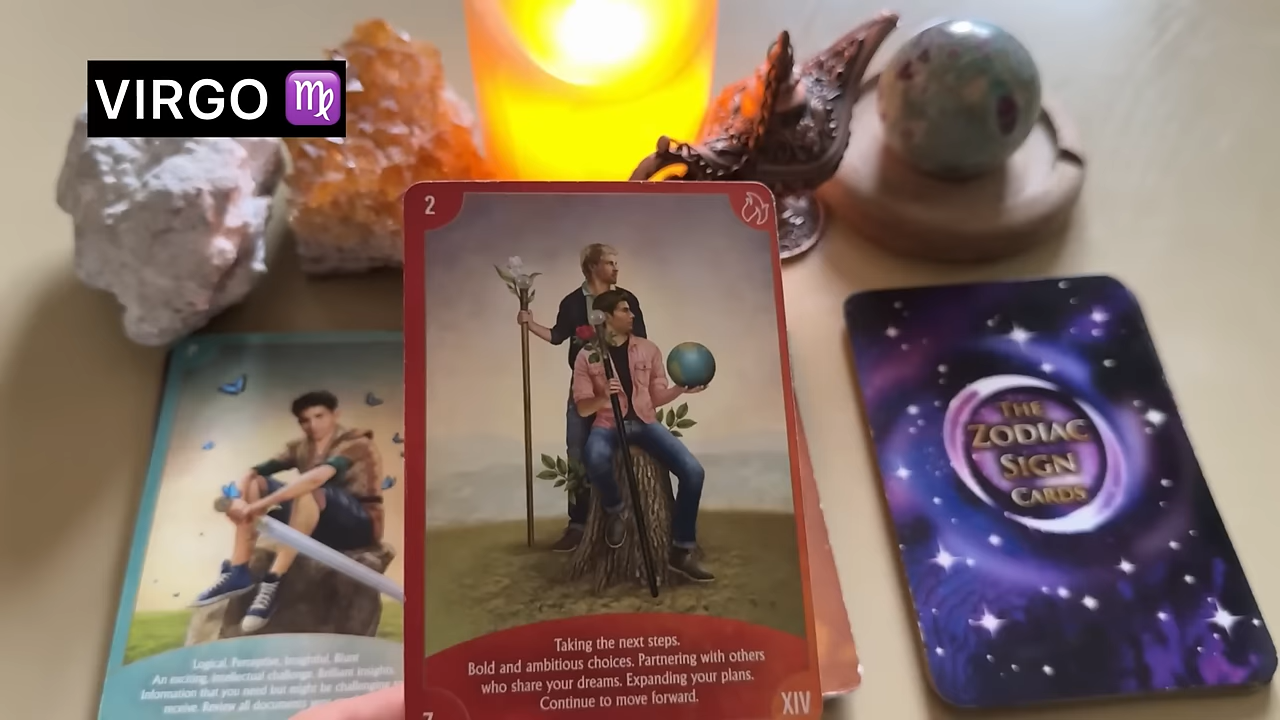 VIRGO ♍
2
Taking the next steps.
Bold and ambitious choices. Partnering with others
who share your dreams. Expanding your plans.
Continue to move forward.
7
XIV
Logical, Perceptive, Insightful, Blunt
An exciting, intellectual challenge. Brilliant insights.
Information that you need but might be challenging
receive. Review all documents
THE
ZODIAC
SIGN
CARDS